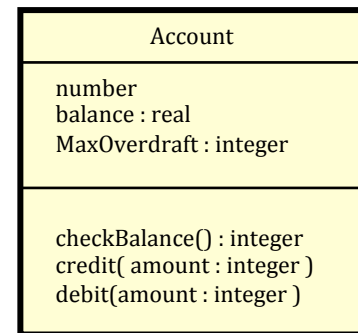 Account
number
balance : real
MaxOverdraft : integer
checkBalance() : integer
credit( amount : integer )
debit(amount : integer )